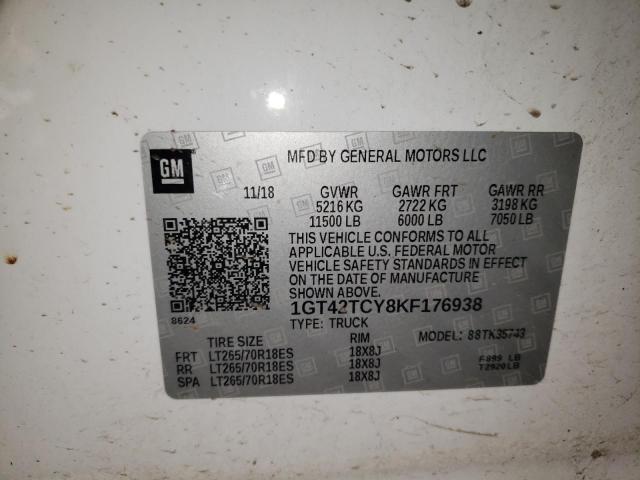 GM
MFD BY GENERAL MOTORS LLC
11/18 GVWR GAWR FRT GAWR RR
5216 KG 2722 KG 3198 KG
11500 LB 6000 LB 7050 LB
THIS VEHICLE CONFORMS TO ALL
APPLICABLE U.S. FEDERAL MOTOR
VEHICLE SAFETY STANDARDS IN EFFECT
ON THE DATE OF MANUFACTURE
8624
1GT42TCY8KF176938
TYPE: TRUCK
MODEL: 88TK35743
TIRE SIZE RIM
FRT LT265/70R18ES 18X8J
RR LT265/70R18ES 18X8J
SPA LT265/70R18ES 18X8J
F899 LB
T2920LB